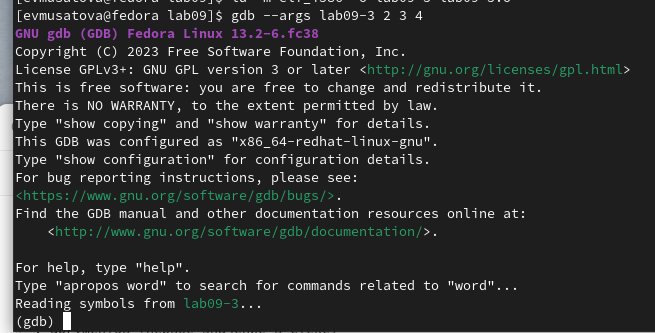 [evmusatova@fedora lab09]$ gdb --args lab09-3 2 3 4
GNU gdb (GDB) Fedora Linux 13.2-6.fc38
Copyright (C) 2023 Free Software Foundation, Inc.
License GPLv3+: GNU GPL version 3 or later <http://gnu.org/licenses/gpl.html>
This is free software: you are free to change and redistribute it.
There is NO WARRANTY, to the extent permitted by law.
Type "show copying" and "show warranty" for details.
This GDB was configured as "x86_64-redhat-linux-gnu".
Type "show configuration" for configuration details.
For bug reporting instructions, please see:
<https://www.gnu.org/software/gdb/bugs/>.
Find the GDB manual and other documentation resources online at:
    <http://www.gnu.org/software/gdb/documentation/>.

For help, type "help".
Type "apropos word" to search for commands related to "word"...
Reading symbols from lab09-3...
(gdb)